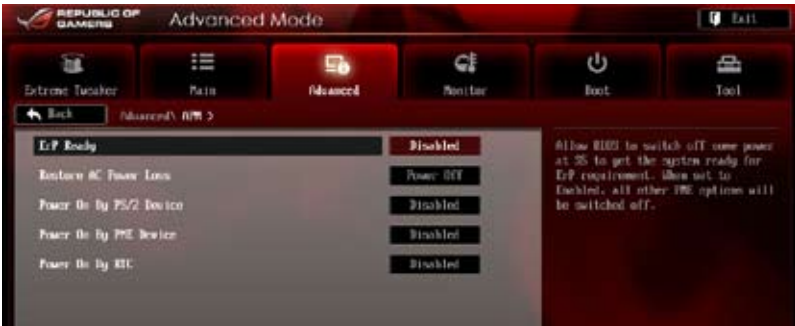 REPUBLIC OF
GAMERS
Advanced Mode
Exit
Extreme Tweaker
Main
Advanced
Monitor
Boot
Tool
Back
Advanced\ APM >
ErP Ready
Disabled
Restore AC Power Loss
Power Off
Power On By PS/2 Device
Disabled
Power On By PME Device
Disabled
Power On By RTC
Disabled
Allow BIOS to switch off some power
at S5 to get the system ready for
ErP requirement. When set to
Enabled, all other PME options will
be switched off.